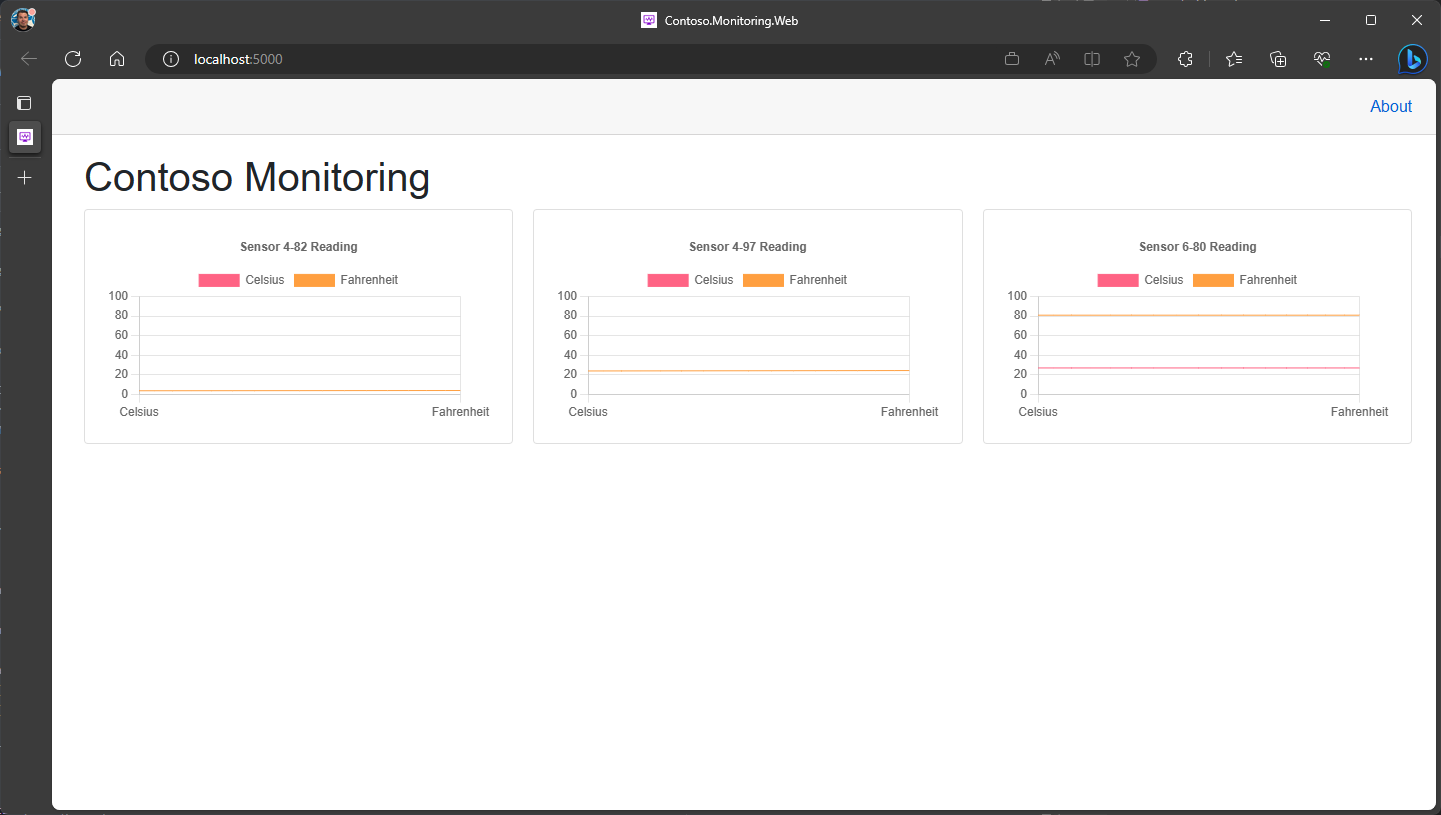 Contoso.Monitoring.Web
localhost:5000
About
Contoso Monitoring
Sensor 4-82 Reading
Celsius Fahrenheit
100
80
60
40
20
0
Celsius Fahrenheit
Sensor 4-97 Reading
Celsius Fahrenheit
100
80
60
40
20
0
Celsius Fahrenheit
Sensor 6-80 Reading
Celsius Fahrenheit
100
80
60
40
20
0
Celsius Fahrenheit